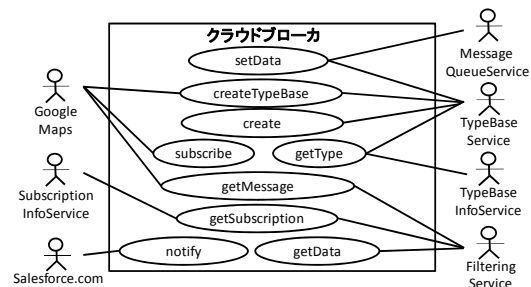 クラウドブローカ
setData
createTypeBase
create
subscribe
getType
getMessage
getSubscription
notify
getData
Google
Maps
Subscription
InfoService
Salesforce.com
Message
QueueService
TypeBase
Service
TypeBase
InfoService
Filtering
Service